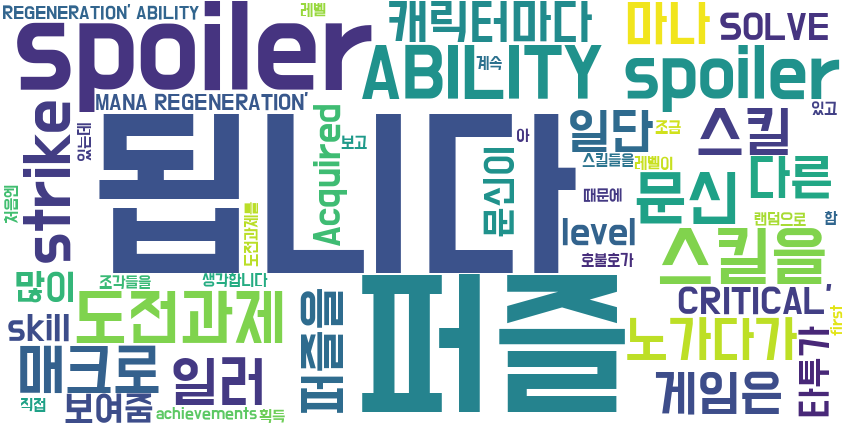 REGENERATION' ABILITY
레벨
캐릭터마다
마나
SOLVE
spoiler
ABILITY
계속
spoiler
MANA REGENERATION'
있는데
strike
Acquired
보고
아
일단
조금
스킬
있고
됩니다
문신이
스킬들을
레벨이
다른
처음엔
때문에
문신
랜덤으로
함
도전과제를
level
호불호가
스킬을
많이
조각들을
생각합니다
퍼즐
CRITICAL'
skill
도전과제
퍼즐을
노가다가
first
타투가
매크로
일러
게임은
직접
보여줌
achievements
획득